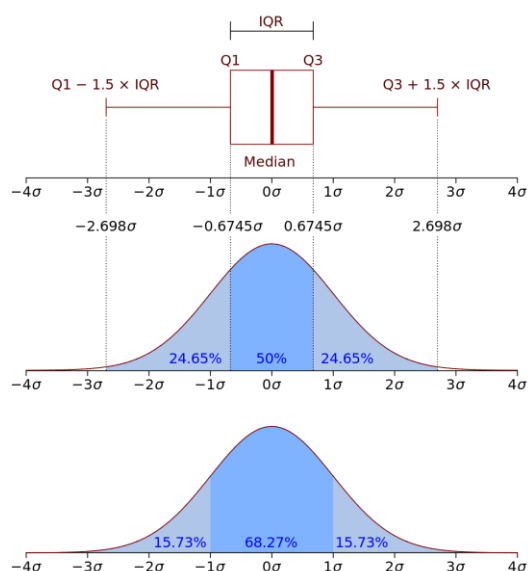 IQR
Q1 Q3
Q1 − 1.5 × IQR Q3 + 1.5 × IQR
Median
−4σ −3σ −2σ −1σ 0σ 1σ 2σ 3σ 4σ
−2.698σ −0.6745σ 0.6745σ 2.698σ
24.65% 50% 24.65%
−4σ −3σ −2σ −1σ 0σ 1σ 2σ 3σ 4σ
15.73% 68.27% 15.73%
−4σ −3σ −2σ −1σ 0σ 1σ 2σ 3σ 4σ